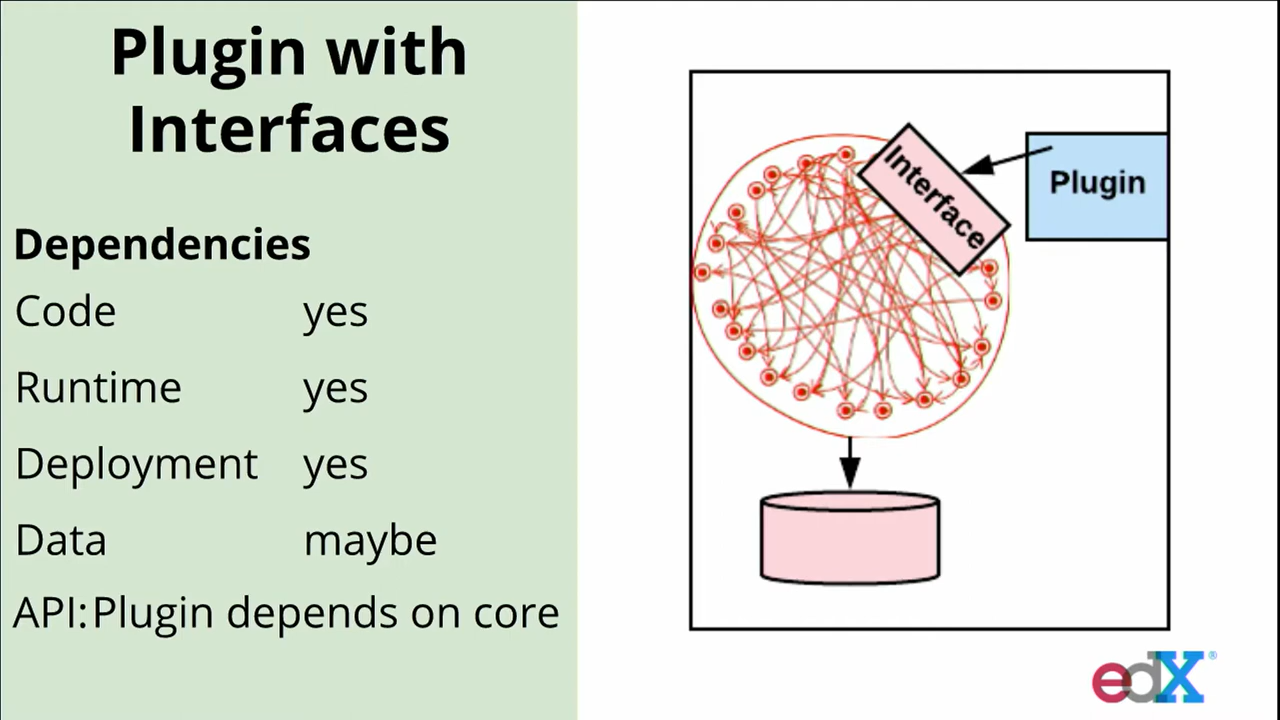 Plugin with
Interfaces
Dependencies
Code yes
Runtime yes
Deployment yes
Data maybe
API: Plugin depends on core
Interface
Plugin
edX®